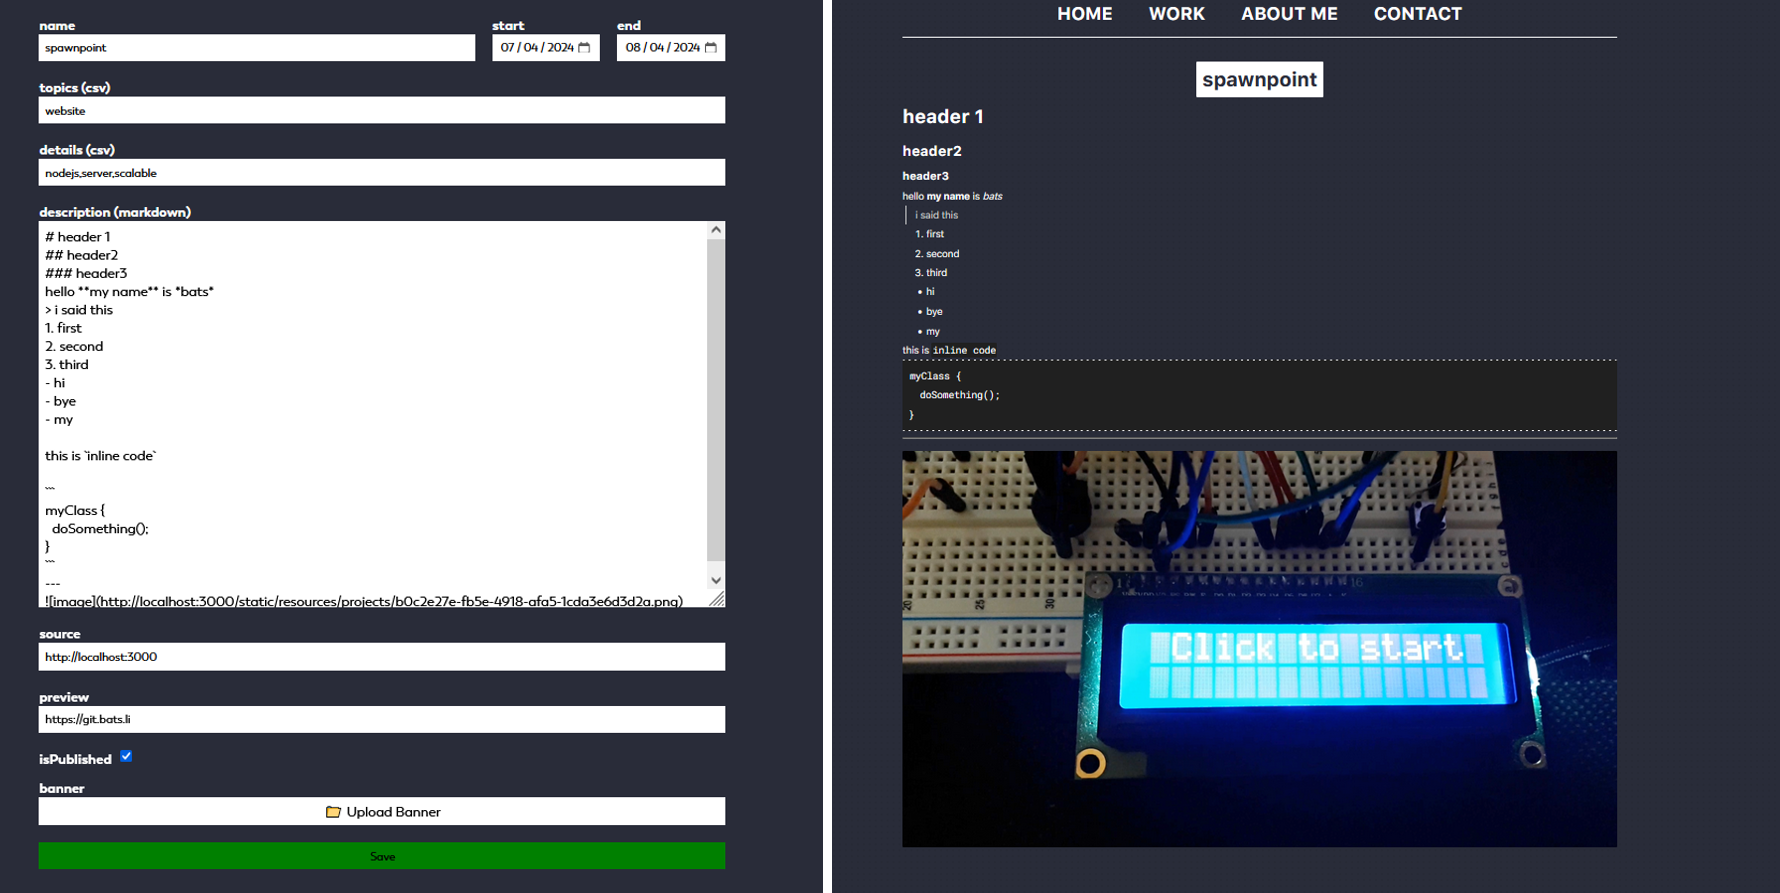 name
spawnpoint
start
07 / 04 / 2024
end
08 / 04 / 2024
topics (csv)
website
details (csv)
nodejs,server,scalable
description (markdown)
# header 1
## header2
### header3
hello **my name** is *bats*
> i said this
1. first
2. second
3. third
- hi
- bye
- my
this is `inline code`
```
myClass {
doSomething();
}
```
---
![image](http://localhost:3000/static/resources/projects/b0c2e27e-fb5e-4918-afa5-1cda3e6d3d2a.png)
source
http://localhost:3000
preview
https://git.bats.li
isPublished
banner
Upload Banner
Save
HOME WORK ABOUT ME CONTACT
spawnpoint
header 1
header2
header3
hello my name is bats
i said this
1. first
2. second
3. third
• hi
• bye
• my
this is inline code
myClass {
doSomething();
}
20 25 30
1 16
Click to start